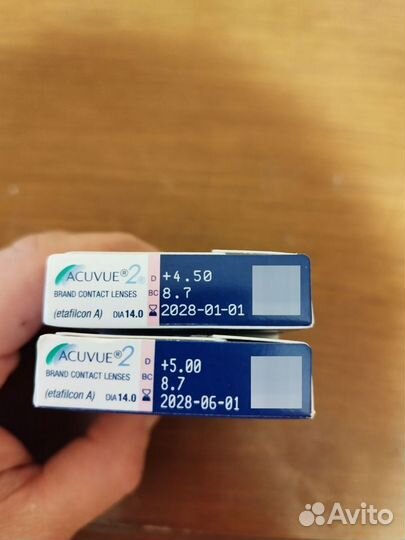 ACUVUE®2®
BRAND CONTACT LENSES
(etafilcon A) DIA 14.0
D +4.50
BC 8.7
2028-01-01
ACUVUE®2
BRAND CONTACT LENSES
(etafilcon A) DIA 14.0
D +5.00
BC 8.7
2028-06-01
Avito